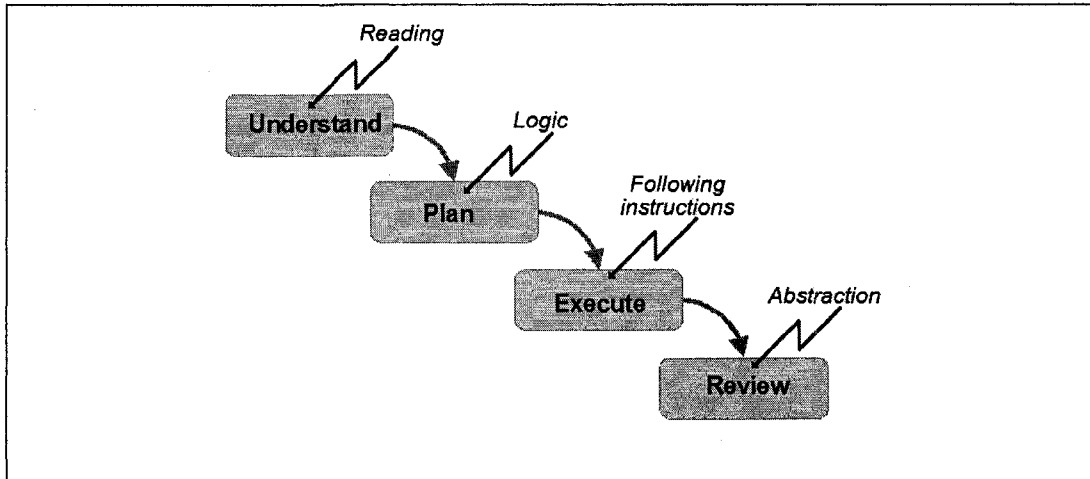 Reading
Understand
Logic
Plan
Following
instructions
Execute
Abstraction
Review